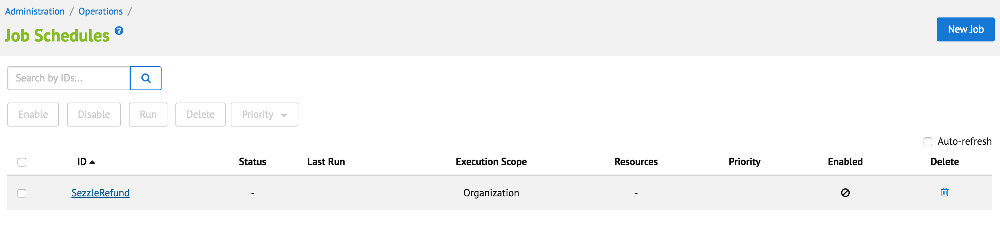 Administration / Operations /
Job Schedules ?
New Job
Search by IDs...
Enable Disable Run Delete Priority
Auto-refresh
ID Status Last Run Execution Scope Resources Priority Enabled Delete
SezzleRefund - Organization -